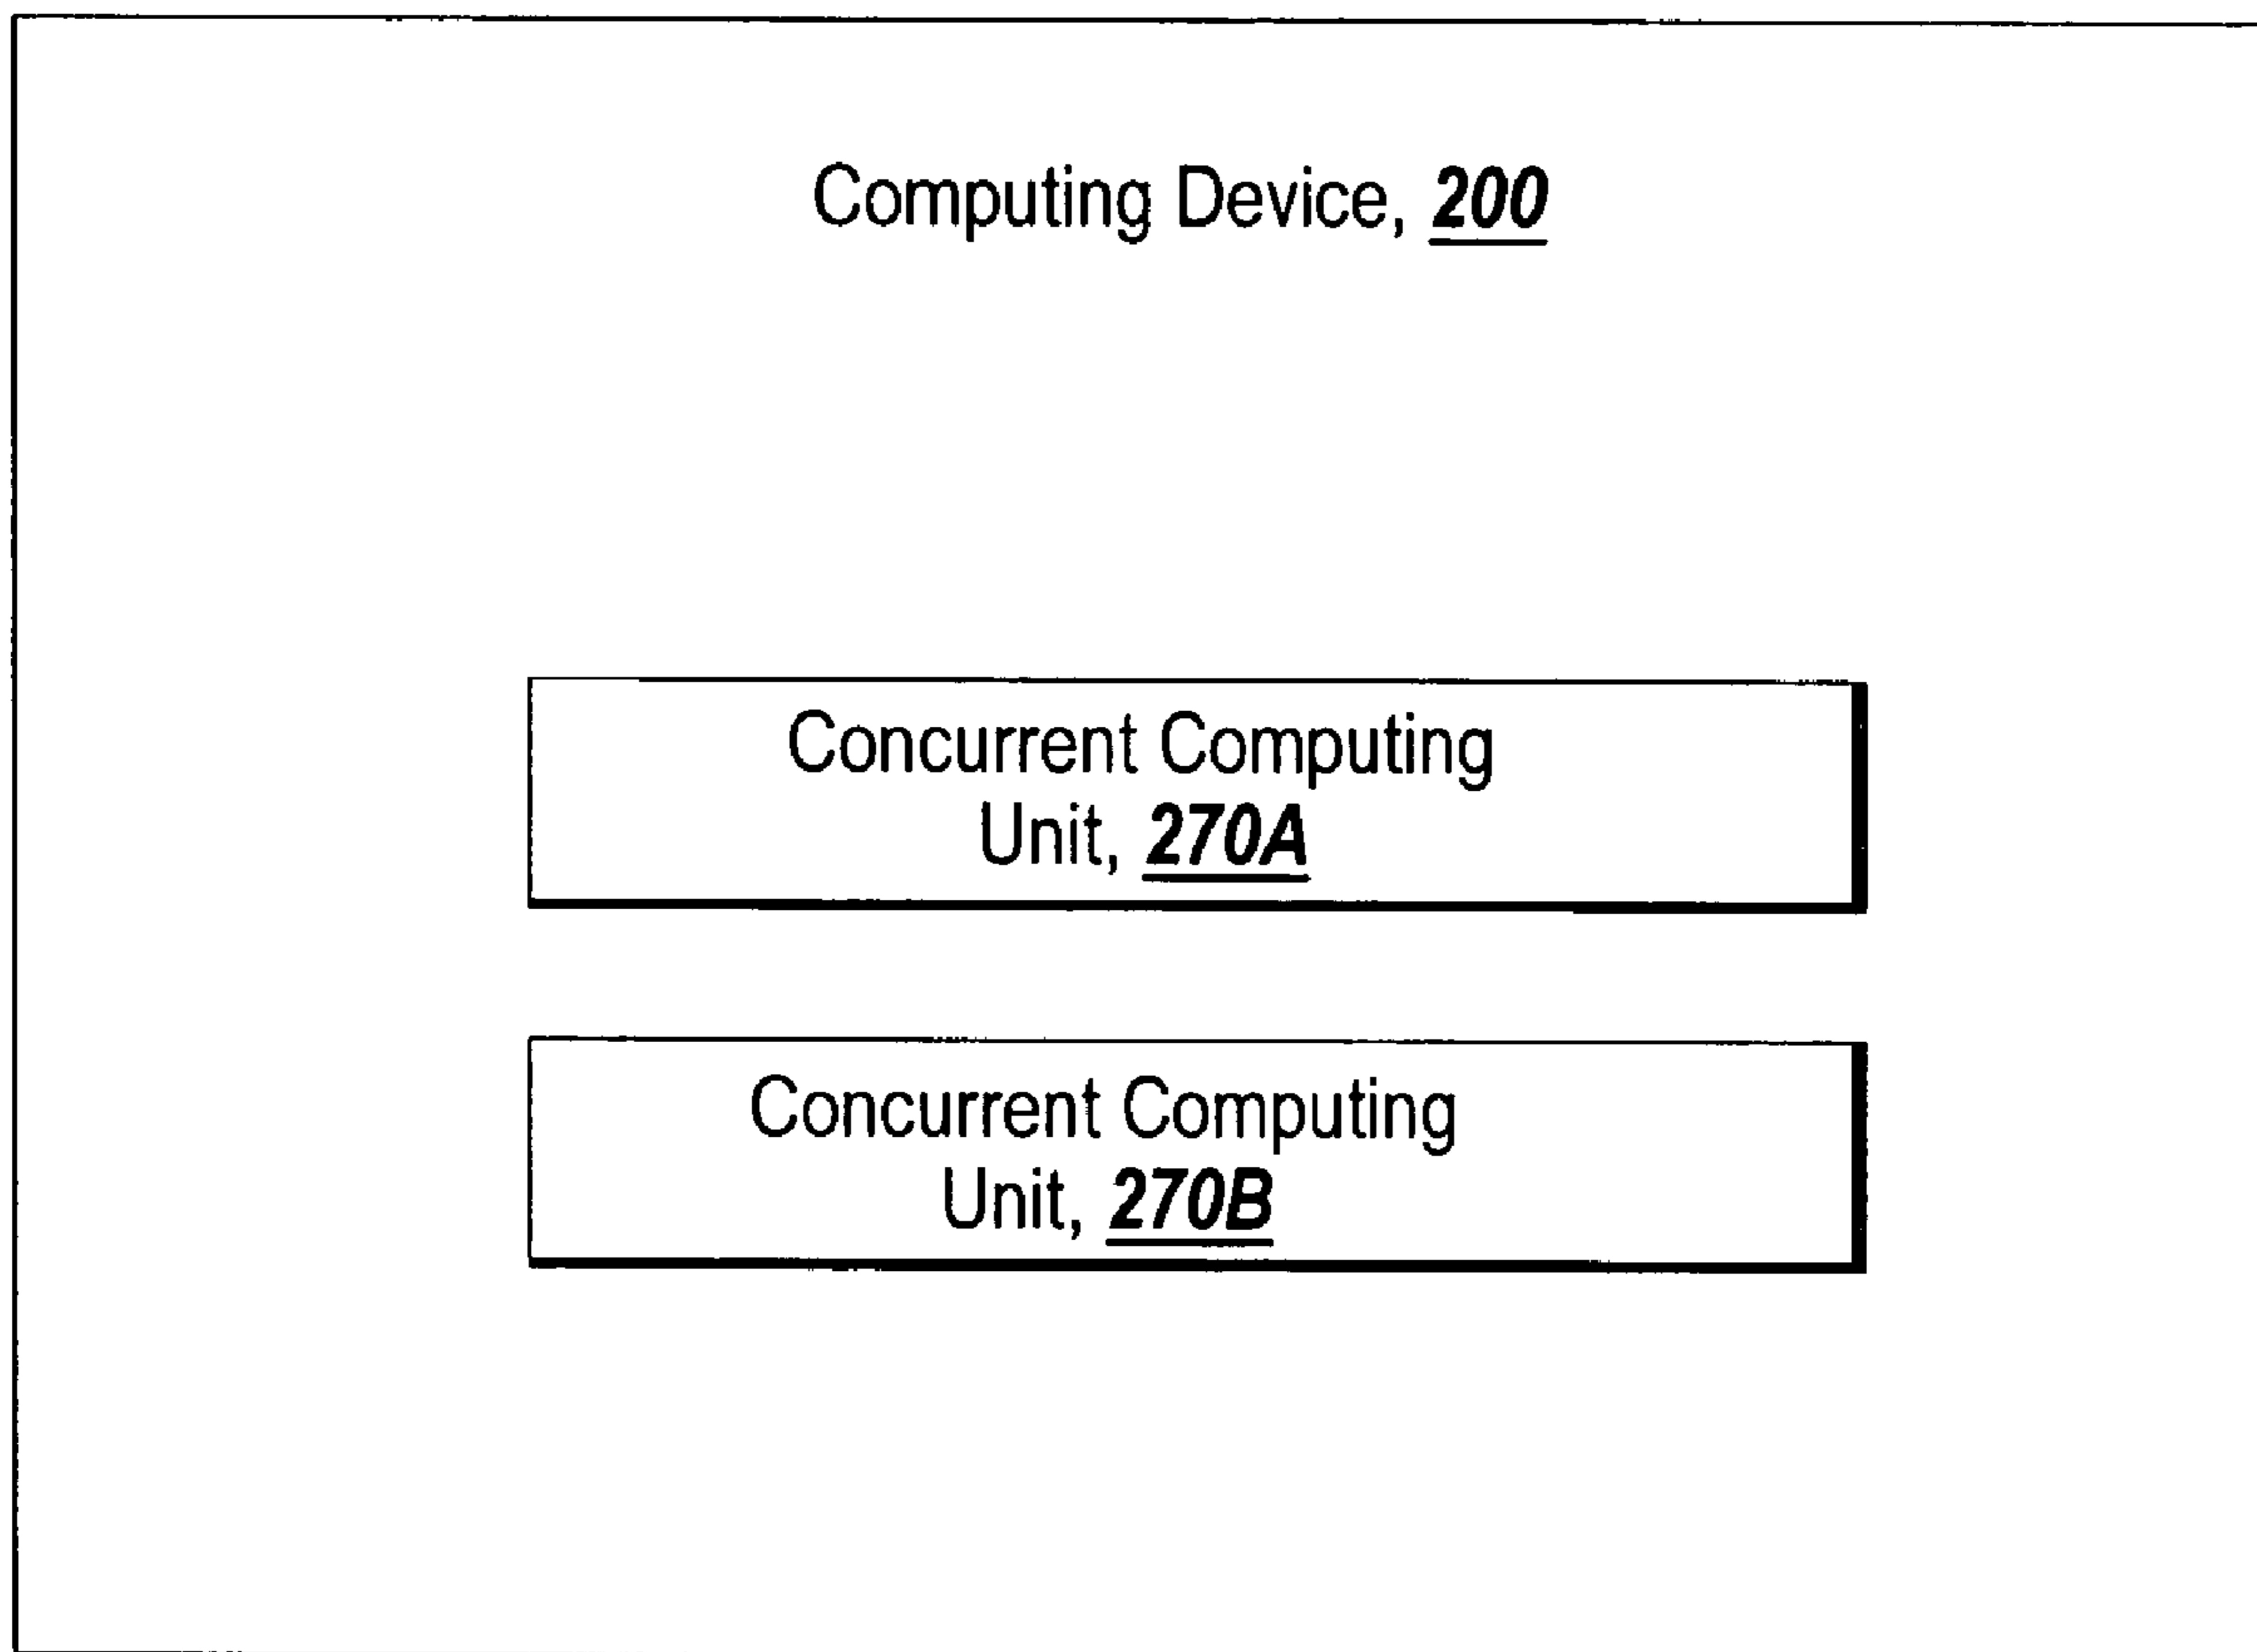 Computing Device, 200
Concurrent Computing
Unit, 270A
Concurrent Computing
Unit, 270B